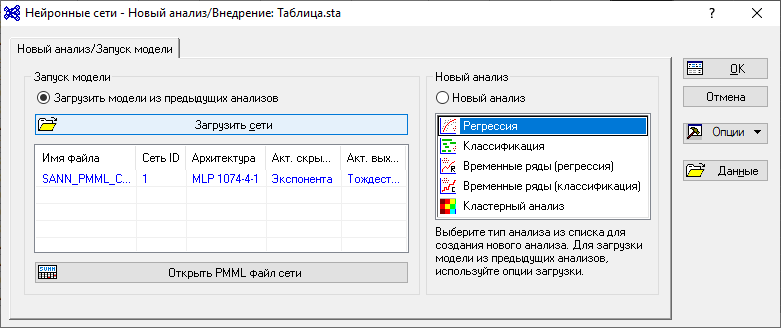 Нейронные сети - Новый анализ/Внедрение: Таблица.sta
?
Новый анализ/Запуск модели
Запуск модели
Загрузить модели из предыдущих анализов
Загрузить сети
Имя файла Сеть ID Архитектура Акт. скры... Акт. вых...
SANN_PMML_C... 1 MLP 1074-4-1 Экспонента Тождест...
Открыть PMML файл сети
Новый анализ
Новый анализ
Регрессия
Классификация
Временные ряды (регрессия)
Временные ряды (классификация)
Кластерный анализ
Выберите тип анализа из списка для
создания нового анализа. Для загрузки
модели из предыдущих анализов,
используйте опции загрузки.
OK
Отмена
Опции
Данные